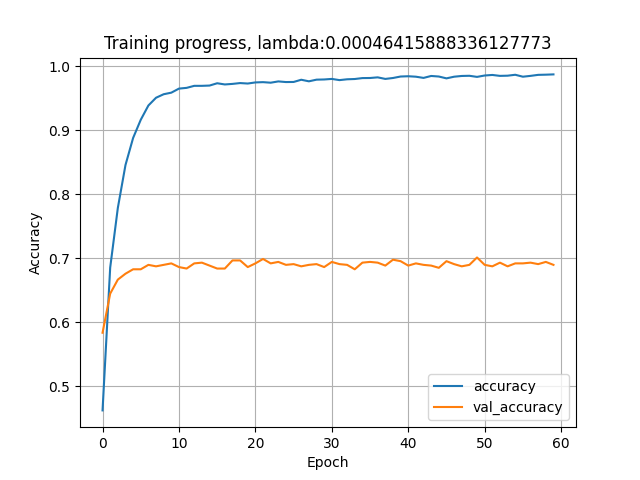 Training progress, lambda:0.00046415888336127773
1.0
0.9
0.8
0.7
0.6
0.5
Accuracy
0 10 20 30 40 50 60
Epoch
accuracy
val_accuracy